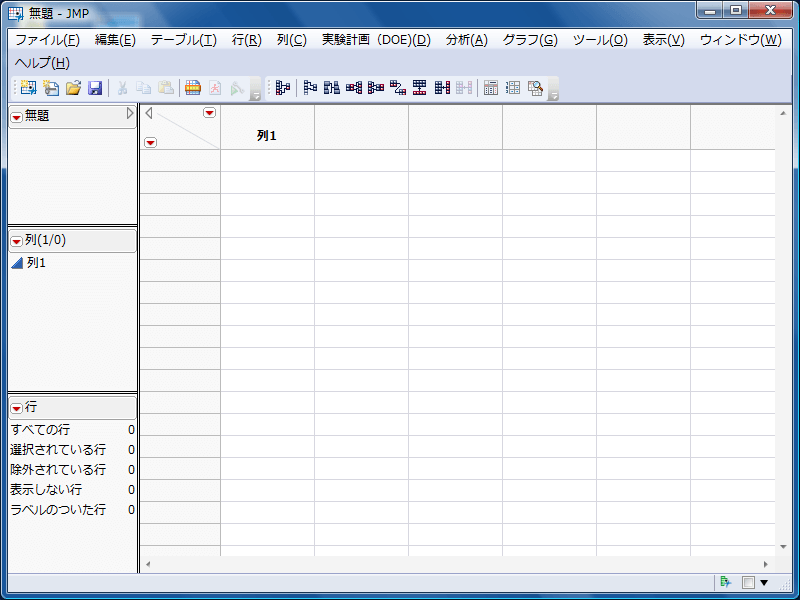 無題 - JMP
ファイル(F) 編集(E) テーブル(T) 行(R) 列(C) 実験計画（DOE)(D) 分析(A) グラフ(G) ツール(O) 表示(V) ウィンドウ(W)
ヘルプ(H)
無題
列1
列(1/0)
列1
行
すべての行 0
選択されている行 0
除外されている行 0
表示しない行 0
ラベルのついた行 0